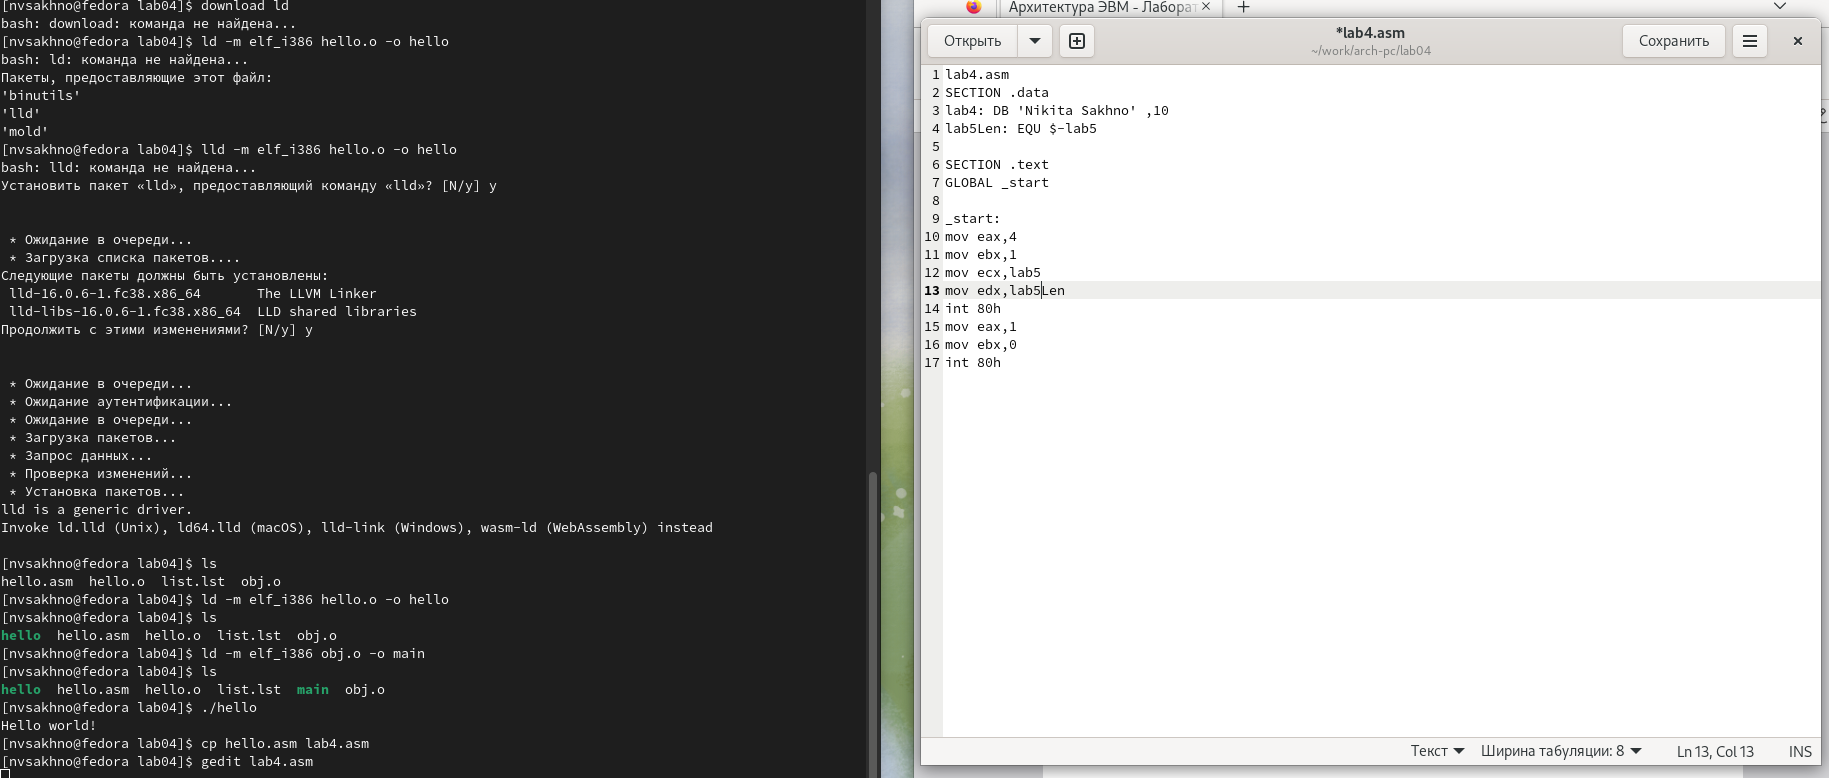 [nvsakhno@fedora lab04]$ download ld
bash: download: команда не найдена...
[nvsakhno@fedora lab04]$ ld -m elf_i386 hello.o -o hello
bash: ld: команда не найдена...
Пакеты, предоставляющие этот файл:
'binutils'
'lld'
'mold'
[nvsakhno@fedora lab04]$ lld -m elf_i386 hello.o -o hello
bash: lld: команда не найдена...
Установить пакет «lld», предоставляющий команду «lld»? [N/y] y
* Ожидание в очереди...
* Загрузка списка пакетов....
Следующие пакеты должны быть установлены:
lld-16.0.6-1.fc38.x86_64 The LLVM Linker
lld-libs-16.0.6-1.fc38.x86_64 LLD shared libraries
Продолжить с этими изменениями? [N/y] y
* Ожидание в очереди...
* Ожидание аутентификации...
* Ожидание в очереди...
* Загрузка пакетов...
* Запрос данных...
* Проверка изменений...
* Установка пакетов...
lld is a generic driver.
Invoke ld.lld (Unix), ld64.lld (macOS), lld-link (Windows), wasm-ld (WebAssembly) instead
[nvsakhno@fedora lab04]$ ls
hello.asm hello.o list.lst obj.o
[nvsakhno@fedora lab04]$ ld -m elf_i386 hello.o -o hello
[nvsakhno@fedora lab04]$ ls
hello hello.asm hello.o list.lst obj.o
[nvsakhno@fedora lab04]$ ld -m elf_i386 obj.o -o main
[nvsakhno@fedora lab04]$ ls
hello hello.asm hello.o list.lst main obj.o
[nvsakhno@fedora lab04]$ ./hello
Hello world!
[nvsakhno@fedora lab04]$ cp hello.asm lab4.asm
[nvsakhno@fedora lab04]$ gedit lab4.asm
Архитектура ЭВМ - Лаборат
Открыть
*lab4.asm
~/work/arch-pc/lab04
Сохранить
1 lab4.asm
2 SECTION .data
3 lab4: DB 'Nikita Sakhno' ,10
4 lab5Len: EQU $-lab5
5
6 SECTION .text
7 GLOBAL _start
8
9 _start:
10 mov eax,4
11 mov ebx,1
12 mov ecx,lab5
13 mov edx,lab5Len
14 int 80h
15 mov eax,1
16 mov ebx,0
17 int 80h
Текст
Ширина табуляции: 8
Ln 13, Col 13
INS